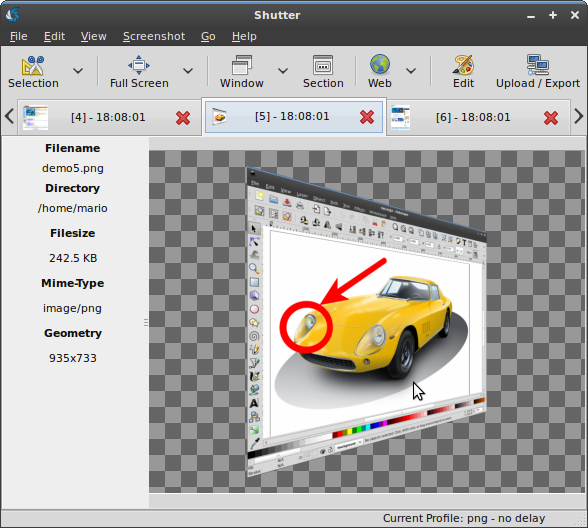 Shutter
File Edit View Screenshot Go Help
Selection Full Screen Window Section Web Edit Upload / Export
[4] - 18:08:01 [5] - 18:08:01 [6] - 18:08:01
Filename
demo5.png
Directory
/home/mario
Filesize
242.5 KB
Mime-Type
image/png
Geometry
935x733
Current Profile: png - no delay